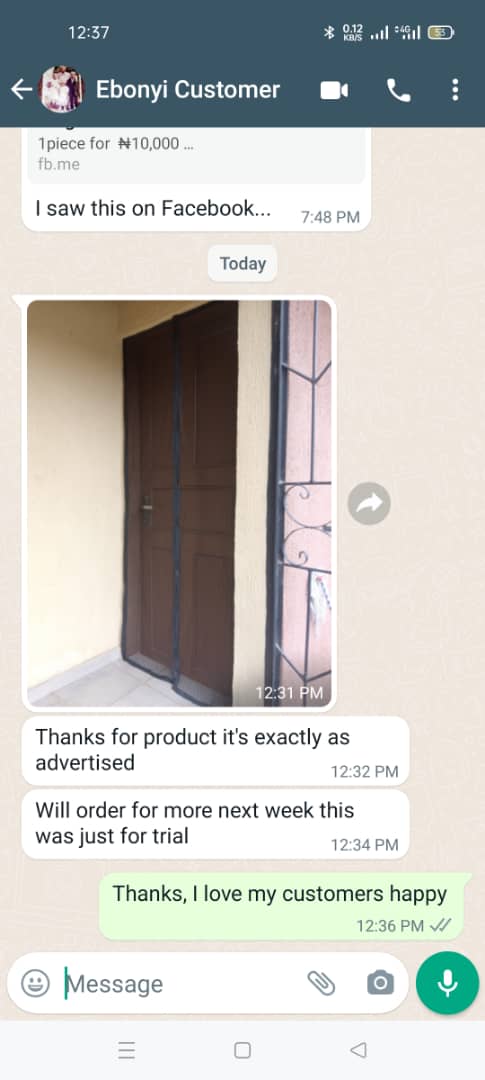 12:37
0.12
KB/S
4G
53
Ebonyi Customer
1piece for ₦10,000 ...
fb.me
I saw this on Facebook...
7:48 PM
Today
12:31 PM
Thanks for product it's exactly as
advertised
12:32 PM
Will order for more next week this
was just for trial
12:34 PM
Thanks, I love my customers happy
12:36 PM
Message